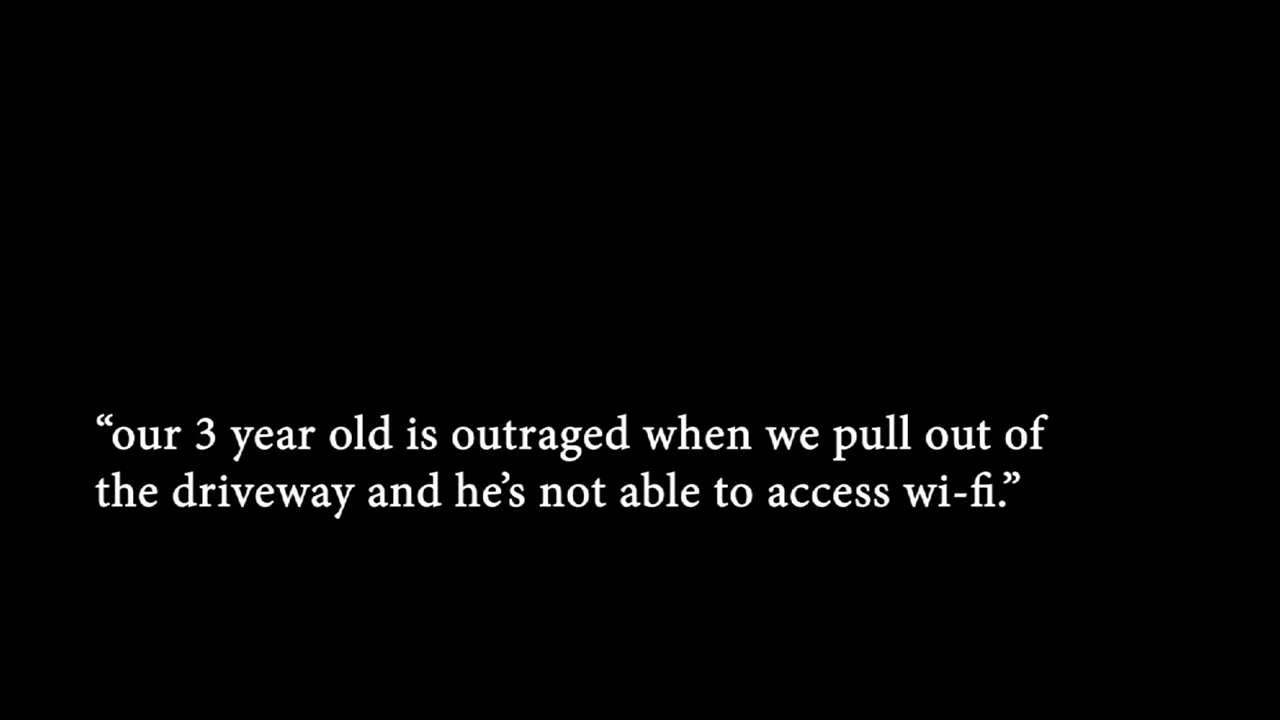 “our 3 year old is outraged when we pull out of
the driveway and he’s not able to access wi-fi.”